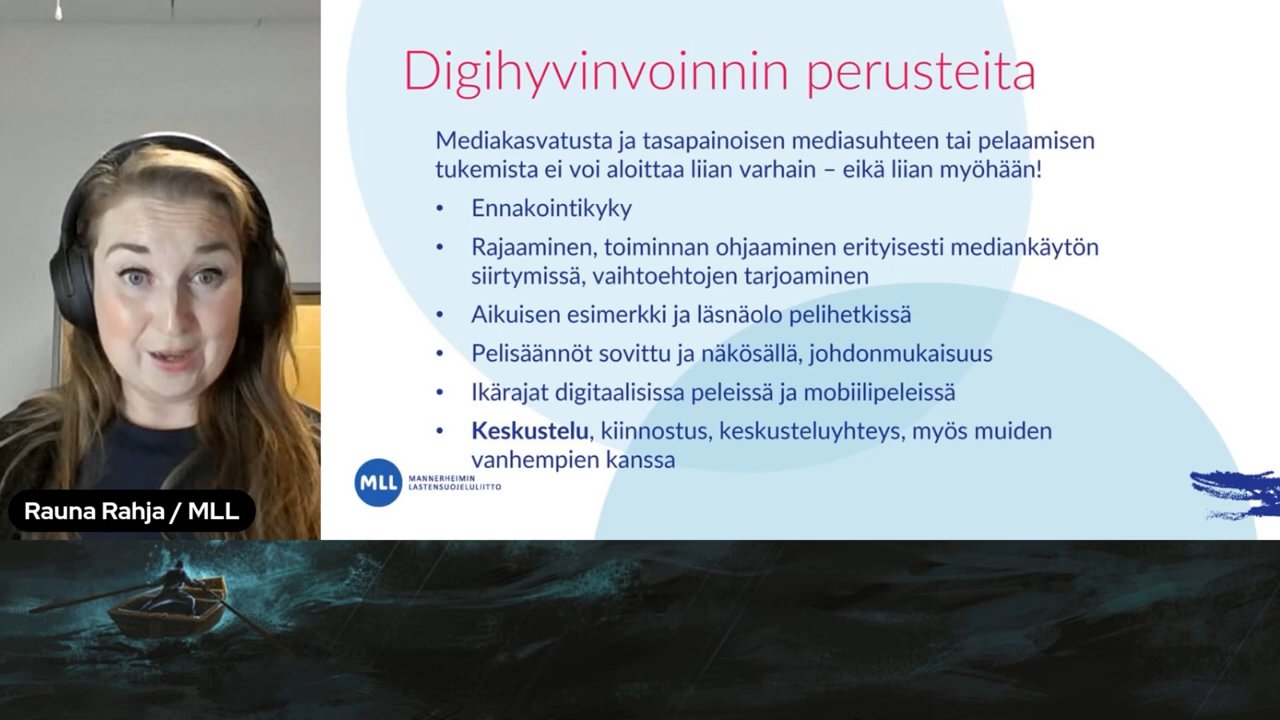 Digihyvinvoinnin perusteita
Mediakasvatusta ja tasapainoisen mediasuhteen tai pelaamisen
tukemista ei voi aloittaa liian varhain – eikä liian myöhään!
• Ennakointikyky
• Rajaaminen, toiminnan ohjaaminen erityisesti mediankäytön
siirtymissä, vaihtoehtojen tarjoaminen
• Aikuisen esimerkki ja läsnäolo pelihetkissä
• Pelisäännöt sovittu ja näkösällä, johdonmukaisuus
• Ikärajat digitaalisissa peleissä ja mobiilipeleissä
• Keskustelu, kiinnostus, keskusteluyhteys, myös muiden
vanhempien kanssa
MLL
MANNERHEIMIN
LASTENSUOJELULIITTO
Rauna Rahja / MLL